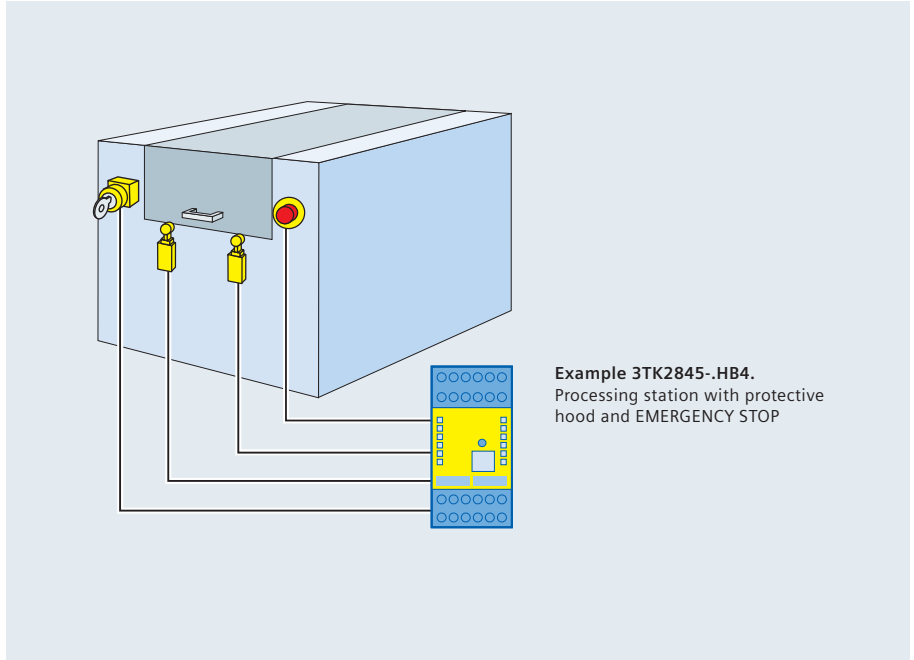 Example 3TK2845-.HB4.
Processing station with protective
hood and EMERGENCY STOP